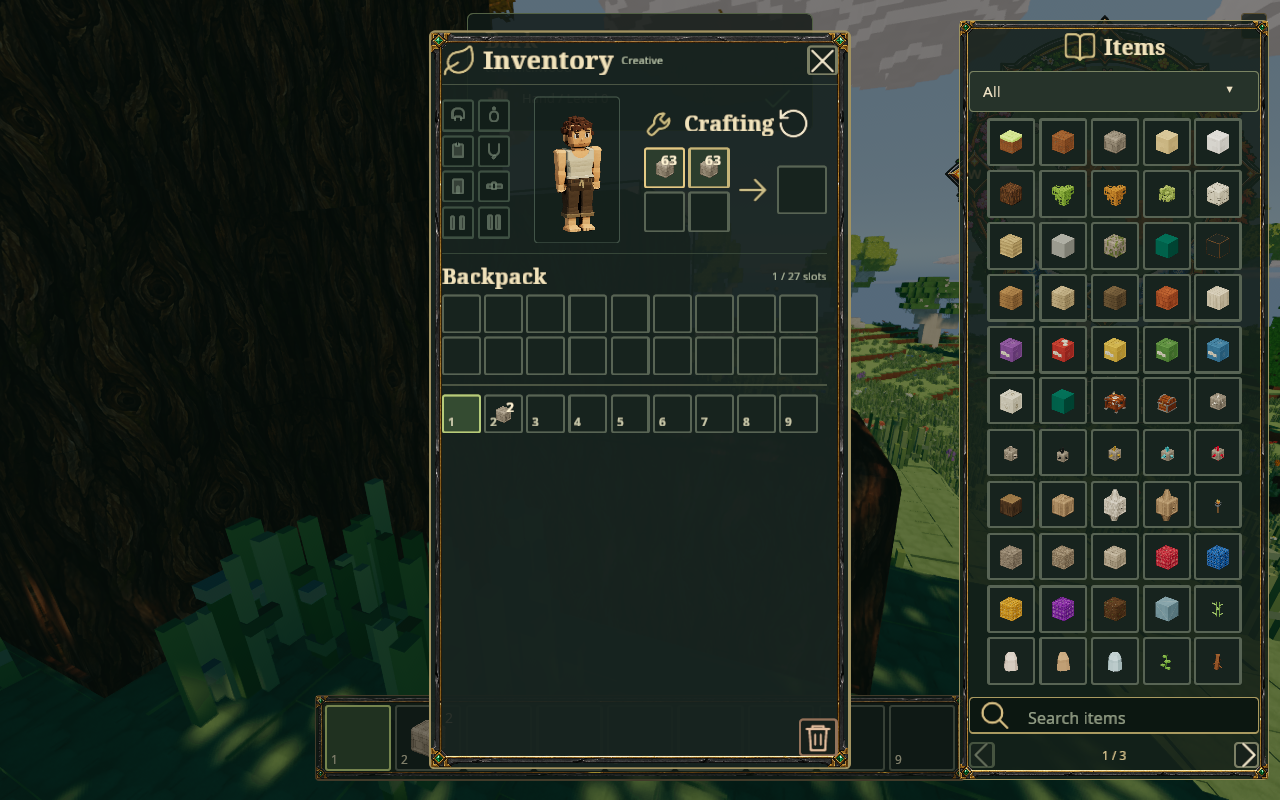 Inventory Creative
Crafting
63 63
Backpack
1 / 27 slots
1 2 2 3 4 5 6 7 8 9
1 2 2 9
Items
All
Search items
1 / 3